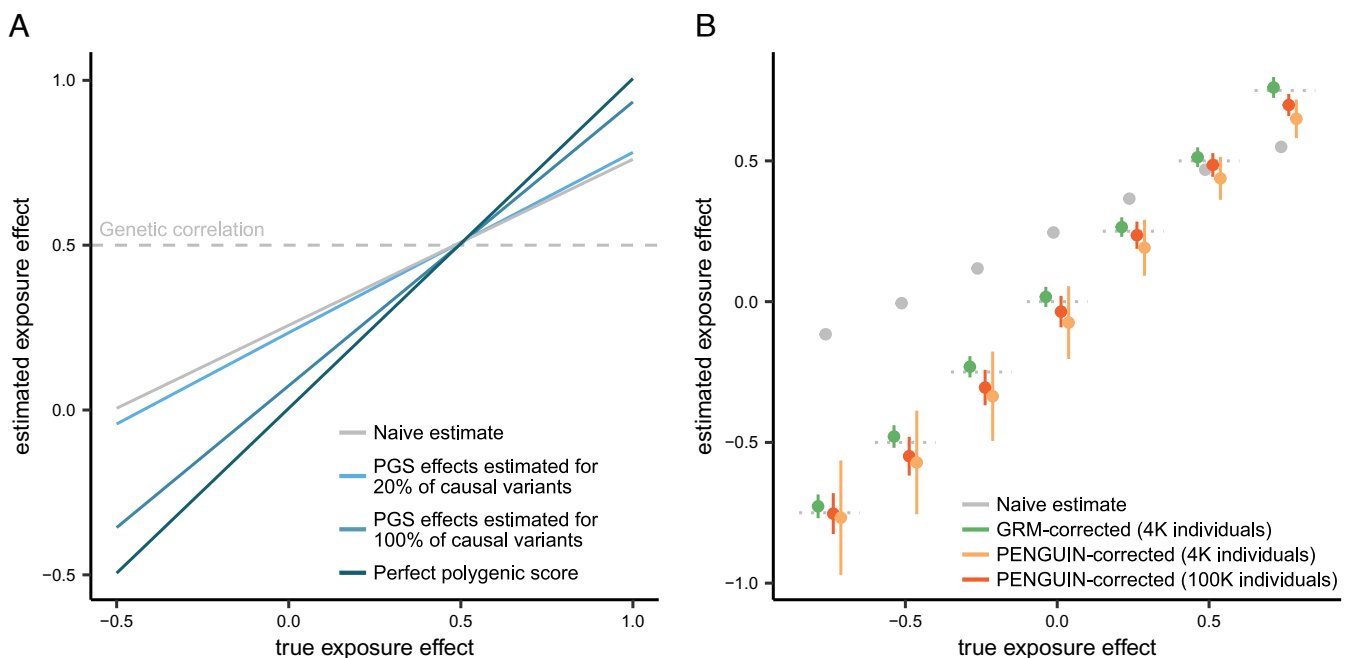 A
estimated exposure effect
1.0
0.5
0.0
−0.5
Genetic correlation
Naive estimate
PGS effects estimated for
20% of causal variants
PGS effects estimated for
100% of causal variants
Perfect polygenic score
−0.5
0.0
0.5
1.0
true exposure effect
B
estimated exposure effect
0.5
0.0
−0.5
−1.0
Naive estimate
GRM-corrected (4K individuals)
PENGUIN-corrected (4K individuals)
PENGUIN-corrected (100K individuals)
−0.5
0.0
0.5
true exposure effect